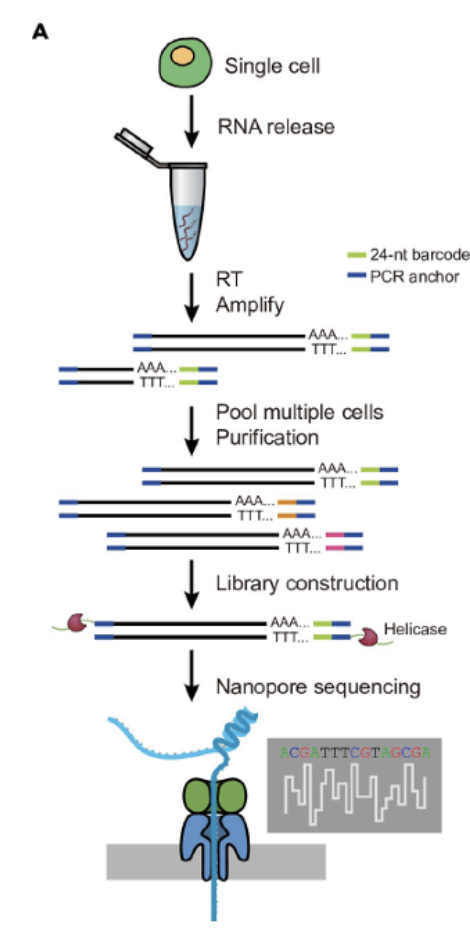 A
Single cell
RNA release
24-nt barcode
PCR anchor
RT
Amplify
AAA...
TTT...
AAA...
TTT...
Pool multiple cells
Purification
AAA...
TTT...
AAA...
TTT...
AAA...
TTT...
Library construction
AAA...
TTT...
Helicase
Nanopore sequencing
ACGATTTCGTAGCGA